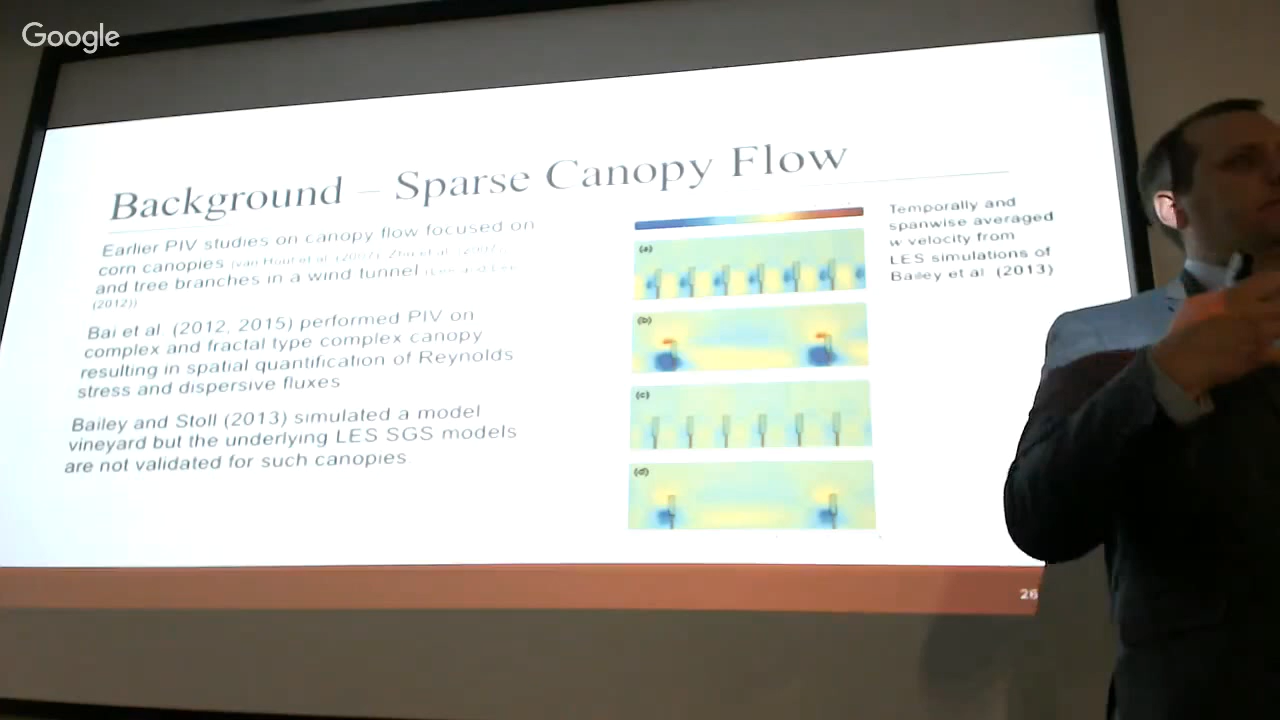 Google
Background – Sparse Canopy Flow
Earlier PIV studies on canopy flow focused on
corn canopies (van Hout et al. (2007), Zhu et al. (2007),
and tree branches in a wind tunnel
(2012))
Bai et al. (2012, 2015) performed PIV on
complex and fractal type complex canopy
resulting in spatial quantification of Reynolds
stress and dispersive fluxes
Bailey and Stoll (2013) simulated a model
vineyard but the underlying LES SGS models
are not validated for such canopies
(a)
(b)
(c)
(d)
Temporally and
spanwise averaged
w velocity from
LES simulations of
Bailey et al (2013)
26